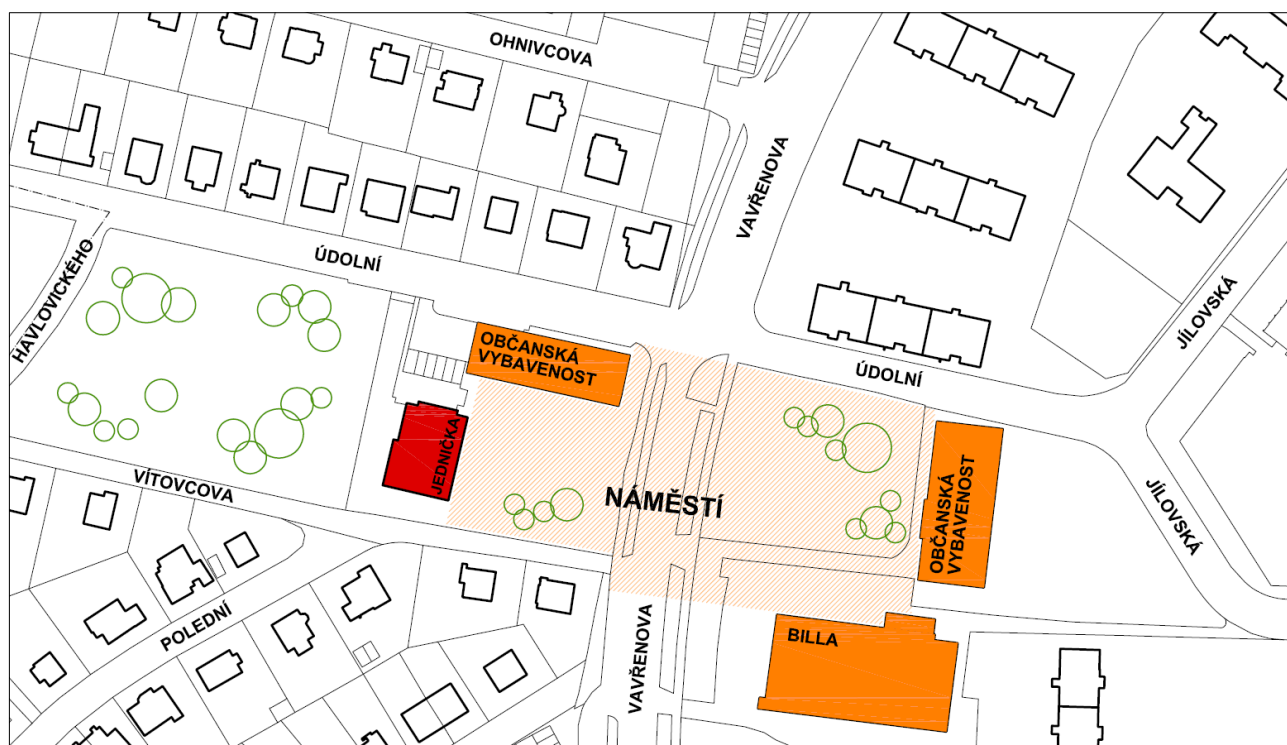 OHNIVCOVA
VAVŘENOVA
HAVLOVICKÉHO
ÚDOLNÍ
JÍLOVSKÁ
OBČANSKÁ
VYBAVENOST
ÚDOLNÍ
JEDNIČKA
VÍTOVCOVA
NÁMĚSTÍ
OBČANSKÁ
VYBAVENOST
JÍLOVSKÁ
POLEDNÍ
VAVŘENOVA
BILLA